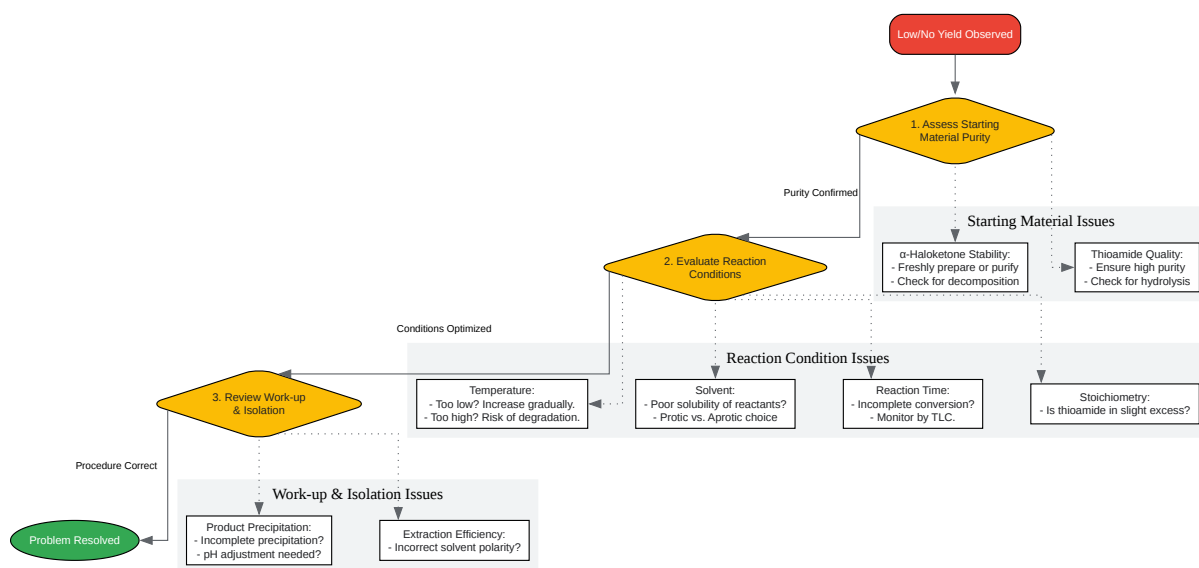 Low/No Yield Observed
1. Assess Starting
Material Purity
Purity Confirmed
Starting Material Issues
α-Haloketone Stability:
- Freshly prepare or purify
- Check for decomposition
Thioamide Quality:
- Ensure high purity
- Check for hydrolysis
2. Evaluate Reaction
Conditions
Conditions Optimized
Reaction Condition Issues
Temperature:
- Too low? Increase gradually.
- Too high? Risk of degradation.
Solvent:
- Poor solubility of reactants?
- Protic vs. Aprotic choice
Reaction Time:
- Incomplete conversion?
- Monitor by TLC.
Stoichiometry:
- Is thioamide in slight excess?
3. Review Work-up
& Isolation
Procedure Correct
Work-up & Isolation Issues
Product Precipitation:
- Incomplete precipitation?
- pH adjustment needed?
Extraction Efficiency:
- Incorrect solvent polarity?
Problem Resolved